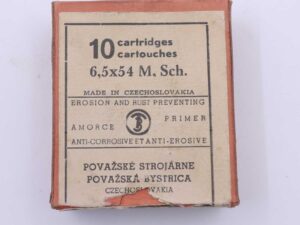 10 cartridges
cartouches
6,5x54 M. Sch.
MADE IN CZECHOSLOVAKIA
EROSION AND RUST PREVENTING
AMORCE PRIMER
ANTI-CORROSIVE ET ANTI-EROSIVE
POVAŽSKÉ STROJÁRNE
POVAŽSKÁ BYSTRICA
CZECHOSLOVAKIA